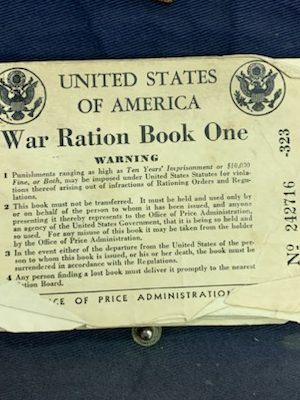 UNITED STATES
OF AMERICA
War Ration Book One
WARNING
1 Punishments ranging as high as Ten Years' Imprisonment or $10,000
Fine, or Both, may be imposed under United States Statutes for viola-
tions thereof arising out of infractions of Rationing Orders and Regu-
lations.
2 This book must not be transferred. It must be held and used only by
or on behalf of the person to whom it has been issued, and anyone
presenting it thereby represents to the Office of Price Administration,
an agency of the United States Government, that it is being so held and
so used. For any misuse of this book it may be taken from the holder
by the Office of Price Administration.
3 In the event either of the departure from the United States of the per-
son to whom this book is issued, or his or her death, the book must be
surrendered in accordance with the Regulations.
4 Any person finding a lost book must deliver it promptly to the nearest
tion Board.
CE OF PRICE ADMINISTRATION
No 242716 -323